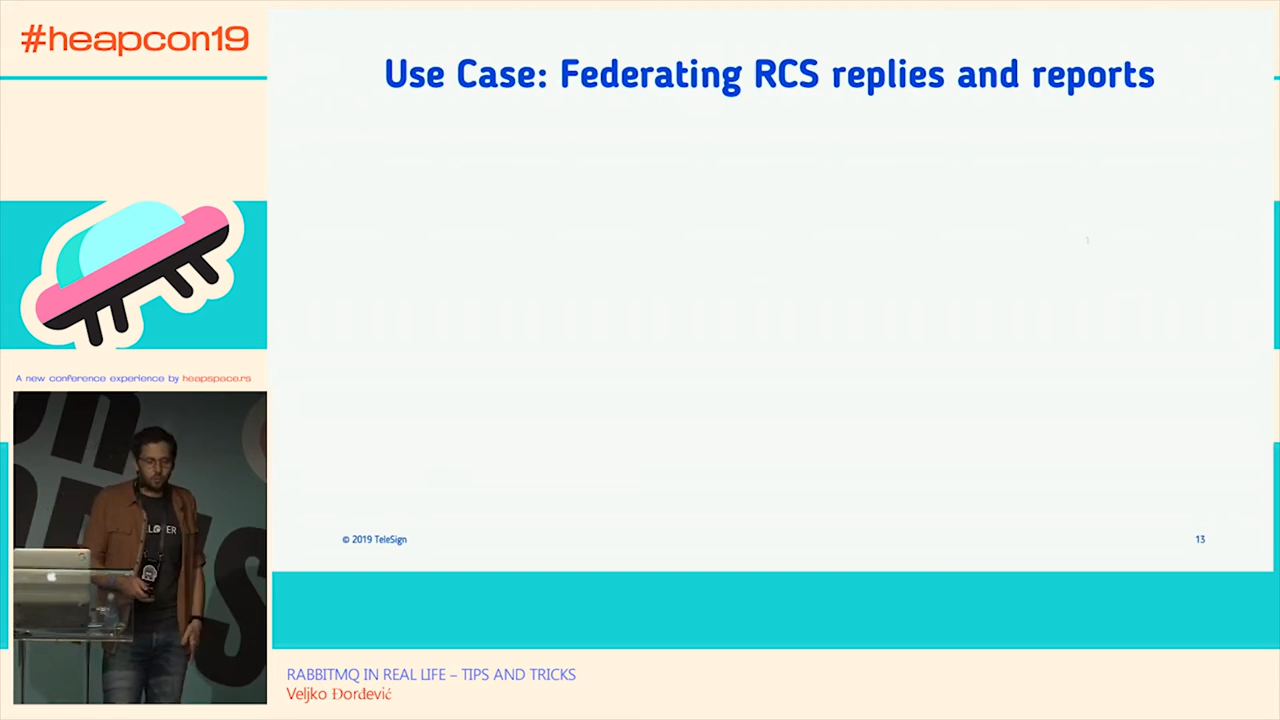 #heapcon19
Use Case: Federating RCS replies and reports
A new conference experience by heapspace.rs
© 2019 TeleSign
13
RABBITMQ IN REAL LIFE – TIPS AND TRICKS
Veljko Đorđević